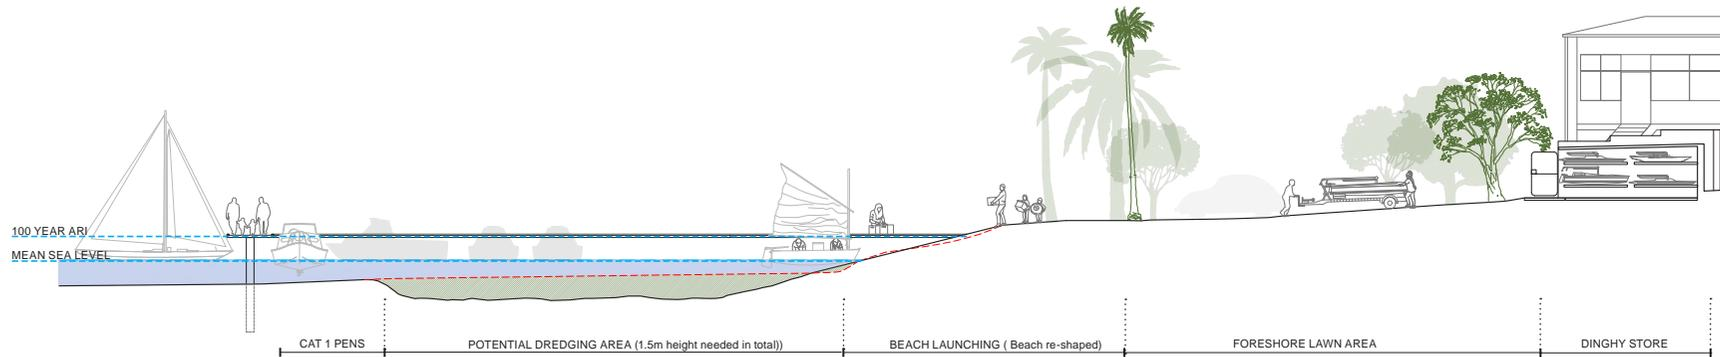 100 YEAR ARI
MEAN SEA LEVEL
CAT 1 PENS
POTENTIAL DREDGING AREA (1.5m height needed in total))
BEACH LAUNCHING ( Beach re-shaped)
FORESHORE LAWN AREA
DINGHY STORE